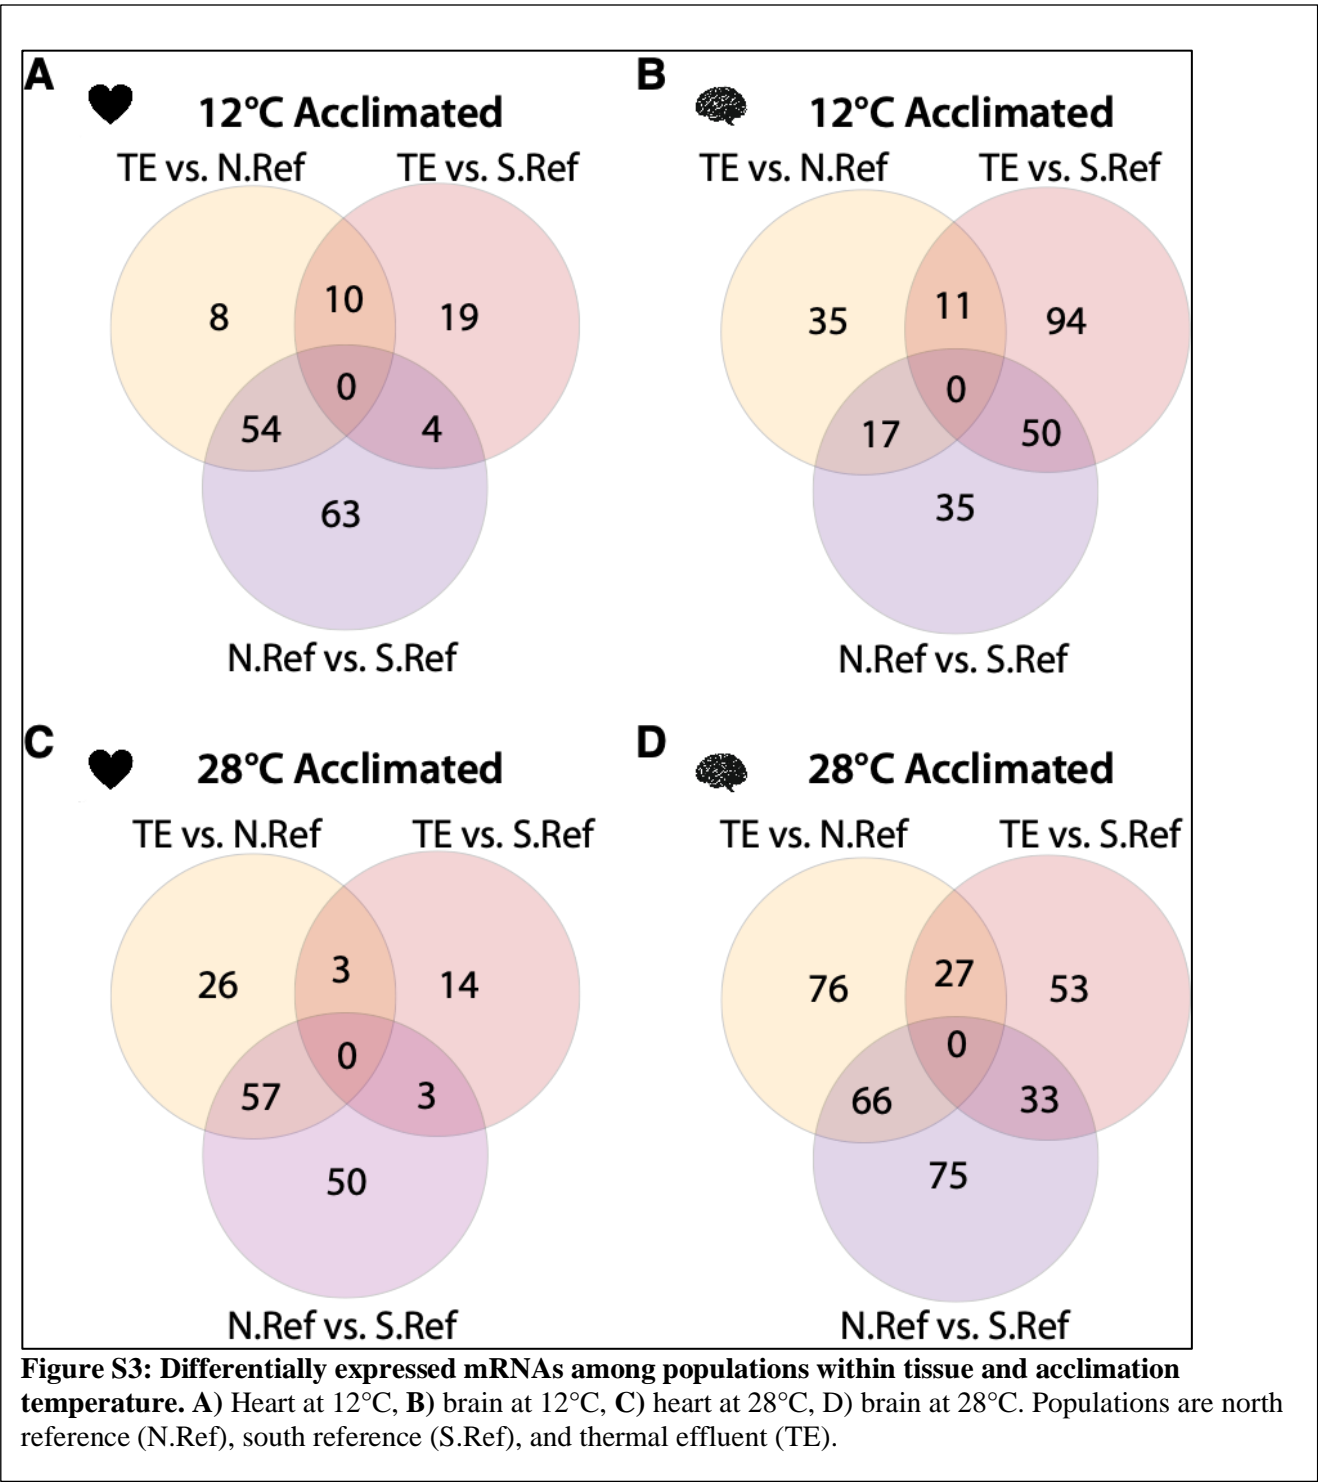 A
12°C Acclimated
TE vs. N.Ref
TE vs. S.Ref
8
10
19
0
54
4
63
N.Ref vs. S.Ref
B
12°C Acclimated
TE vs. N.Ref
TE vs. S.Ref
35
11
94
0
17
50
35
N.Ref vs. S.Ref
C
28°C Acclimated
TE vs. N.Ref
TE vs. S.Ref
26
3
14
0
57
3
50
N.Ref vs. S.Ref
D
28°C Acclimated
TE vs. N.Ref
TE vs. S.Ref
76
27
53
0
66
33
75
N.Ref vs. S.Ref
Figure S3: Differentially expressed mRNAs among populations within tissue and acclimation
temperature. A) Heart at 12°C, B) brain at 12°C, C) heart at 28°C, D) brain at 28°C. Populations are north
reference (N.Ref), south reference (S.Ref), and thermal effluent (TE).